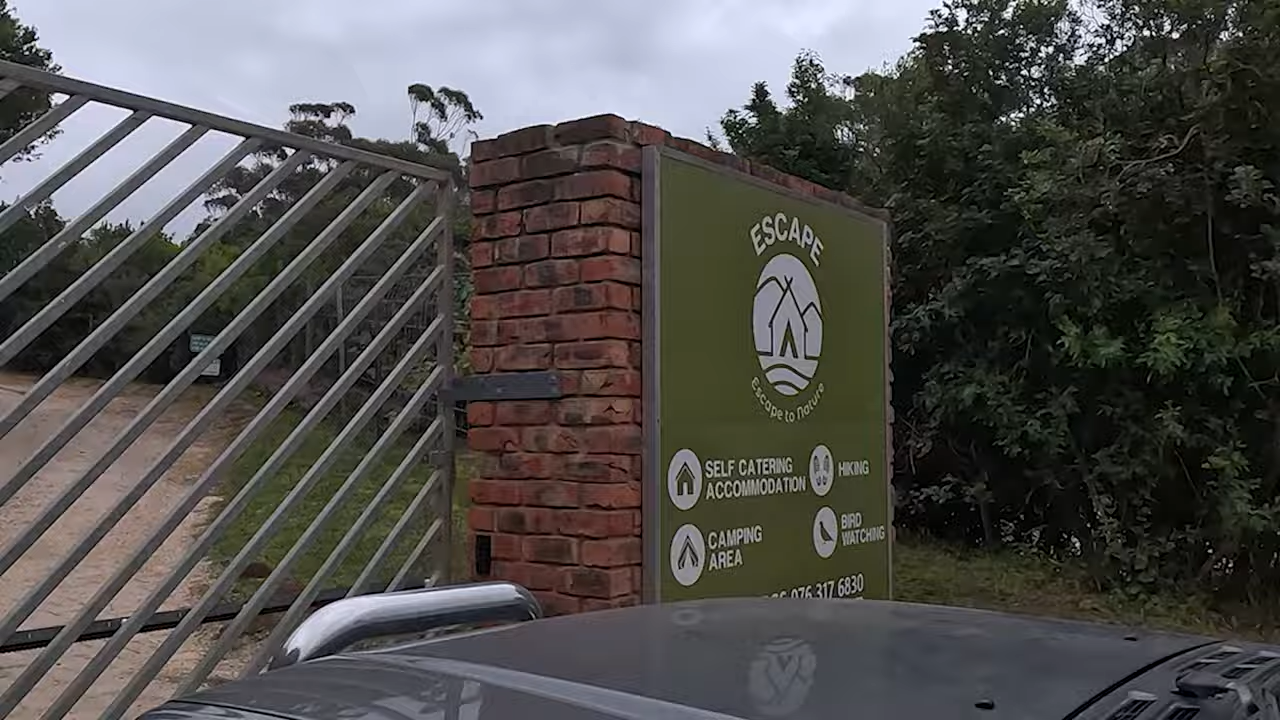 ESCAPE
Escape to Nature
SELF CATERING
ACCOMMODATION
HIKING
CAMPING
AREA
BIRD
WATCHING
076 317 6830